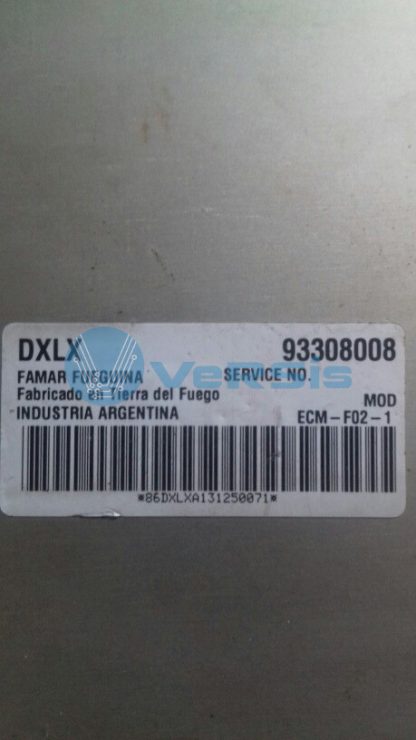 DXLX 93308008
FAMAR FUEGUINA SERVICE NO.
Fabricado en Tierra del Fuego
MOD
INDUSTRIA ARGENTINA ECM-F02-1
*86DXLXA131250071*
versis